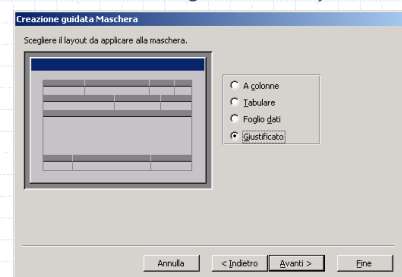 Creazione guidata Maschera
Scegliere il layout da applicare alla maschera.
A colonne
Tabulare
Foglio dati
Giustificato
Annulla
< Indietro
Avanti >
Fine